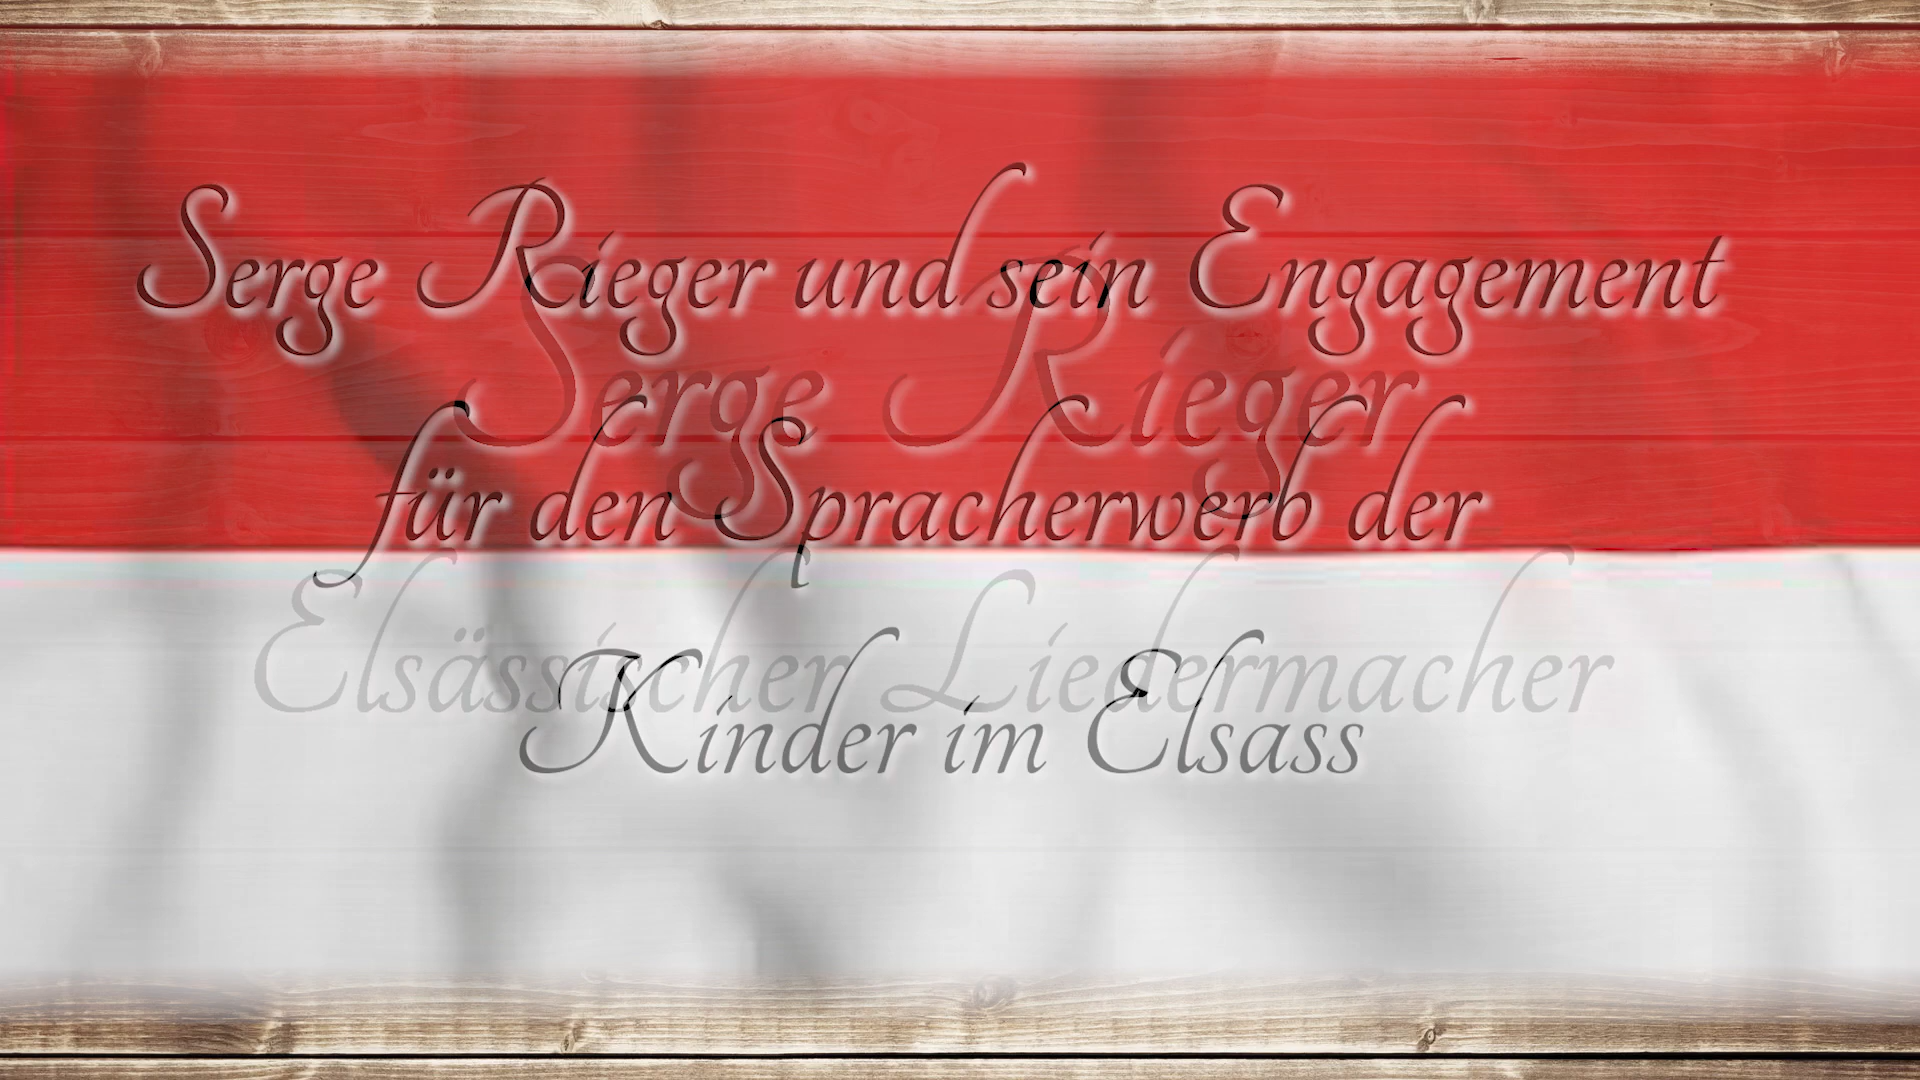 Serge Rieger und sein Engagement
Serge Rieger
für den Spracherwerb der
Elsässischer Liedermacher
Kinder im Elsass